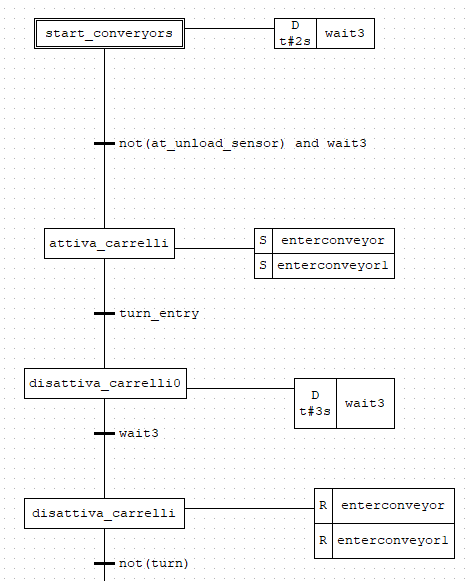 start_converyors
D
t#2s
wait3
not(at_unload_sensor) and wait3
attiva_carrelli
S enterconveyor
S enterconveyor1
turn_entry
disattiva_carrelli0
D
t#3s
wait3
wait3
disattiva_carrelli
R enterconveyor
R enterconveyor1
not(turn)